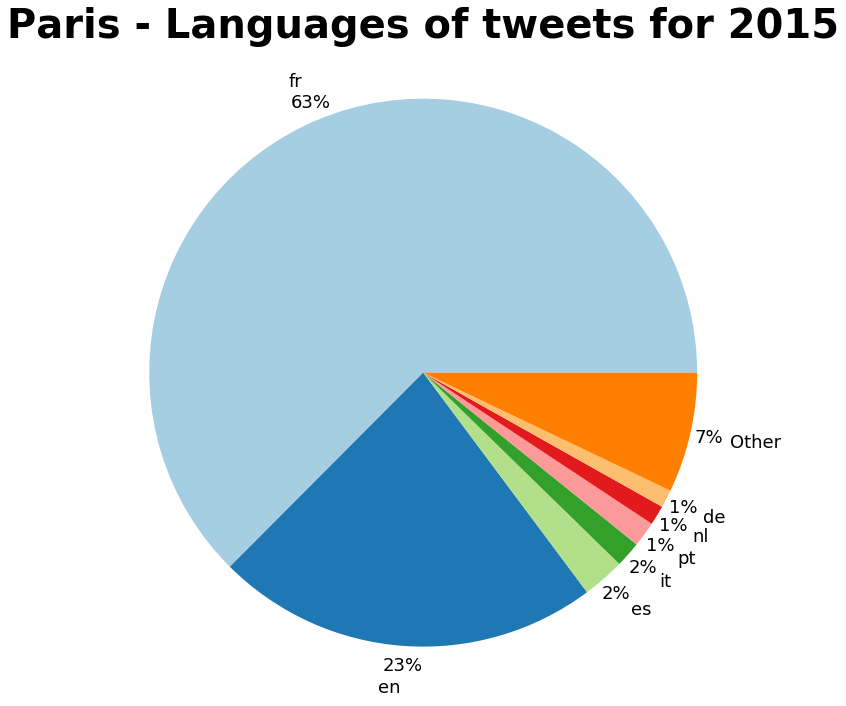 Paris - Languages of tweets for 2015
fr
63%
7% Other
1% de
1% nl
1% pt
2% it
2% es
23%
en